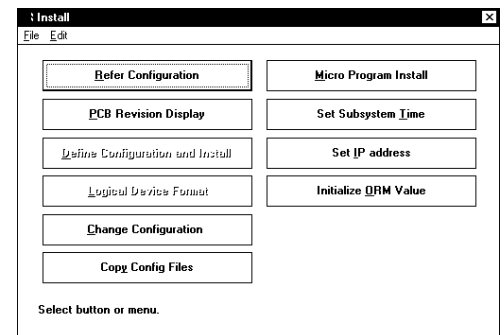 Install
File Edit
Refer Configuration
PCB Revision Display
Define Configuration and Install
Logical Device Format
Change Configuration
Copy Config Files
Micro Program Install
Set Subsystem Time
Set IP address
Initialize ORM Value
Select button or menu.